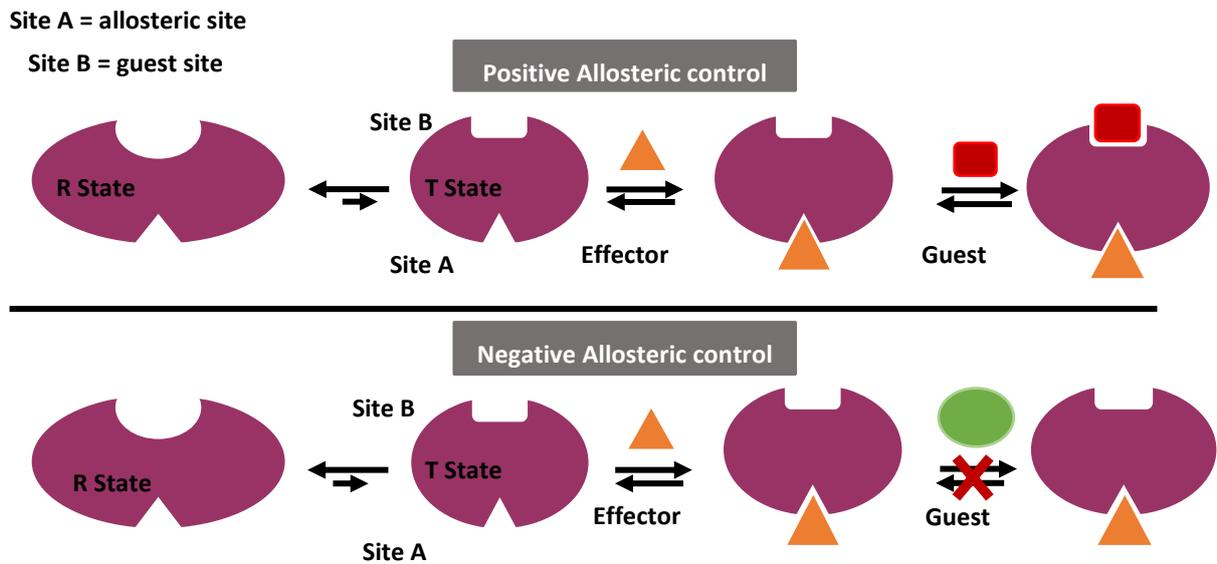 Site A = allosteric site
Site B = guest site
Positive Allosteric control
Site B
R State
T State
Site A
Effector
Guest
Negative Allosteric control
Site B
R State
T State
Effector
Guest
Site A